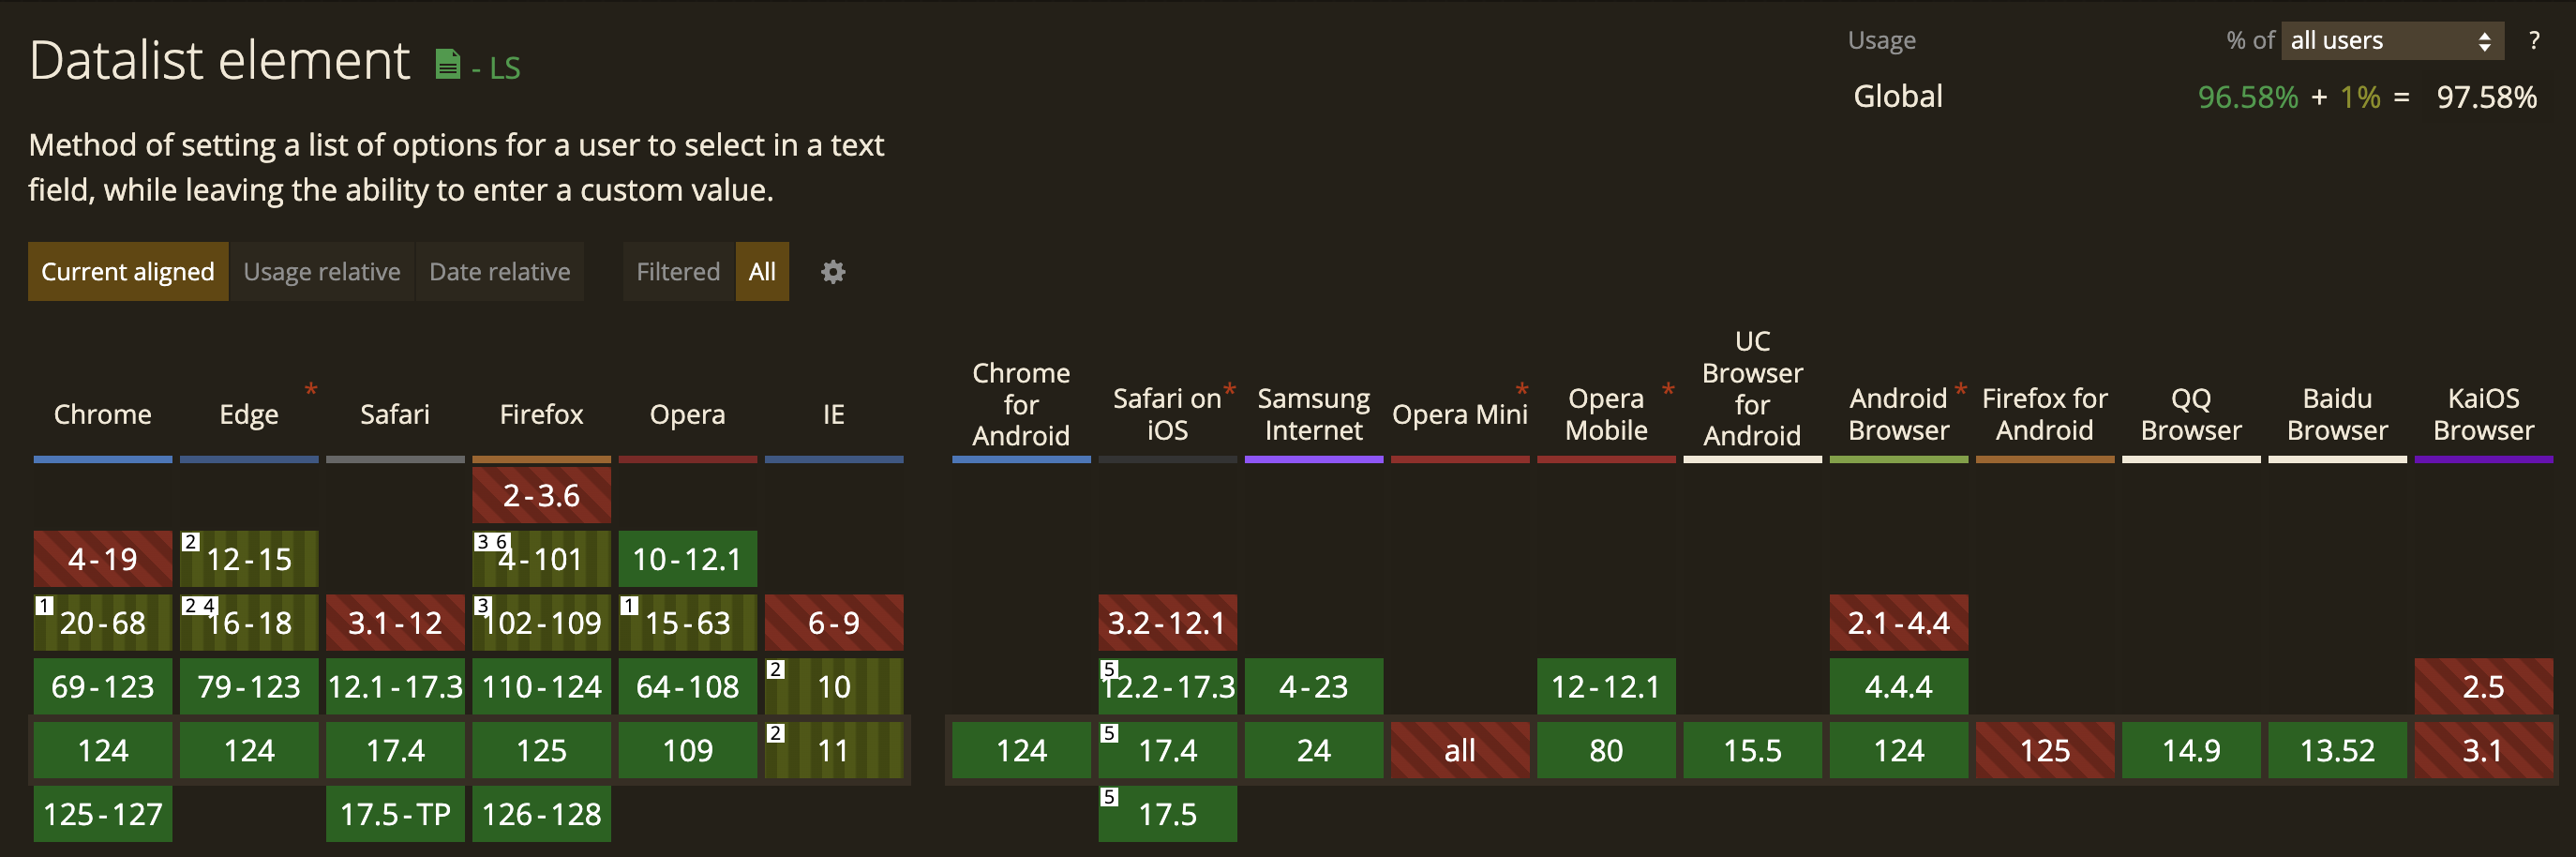 Datalist element - LS
Usage % of all users ?
Global 96.58% + 1% = 97.58%
Method of setting a list of options for a user to select in a text
field, while leaving the ability to enter a custom value.
Current aligned Usage relative Date relative Filtered All
Chrome
Edge *
Safari
Firefox
Opera
IE
Chrome
for
Android
Safari on *
iOS
Samsung
Internet
Opera Mini *
Opera *
Mobile
UC
Browser
for
Android
Android *
Browser
Firefox for
Android
QQ
Browser
Baidu
Browser
KaiOS
Browser
2-3.6
4-19 2 12-15 3 6 4-101 10-12.1
1 20-68 2 4 16-18 3.1-12 3 102-109 1 15-63 6-9 3.2-12.1 2.1-4.4
69-123 79-123 12.1-17.3 110-124 64-108 2 10 5 12.2-17.3 4-23 12-12.1 4.4.4 2.5
124 124 17.4 125 109 2 11 124 5 17.4 24 all 80 15.5 124 125 14.9 13.52 3.1
125-127 17.5-TP 126-128 5 17.5